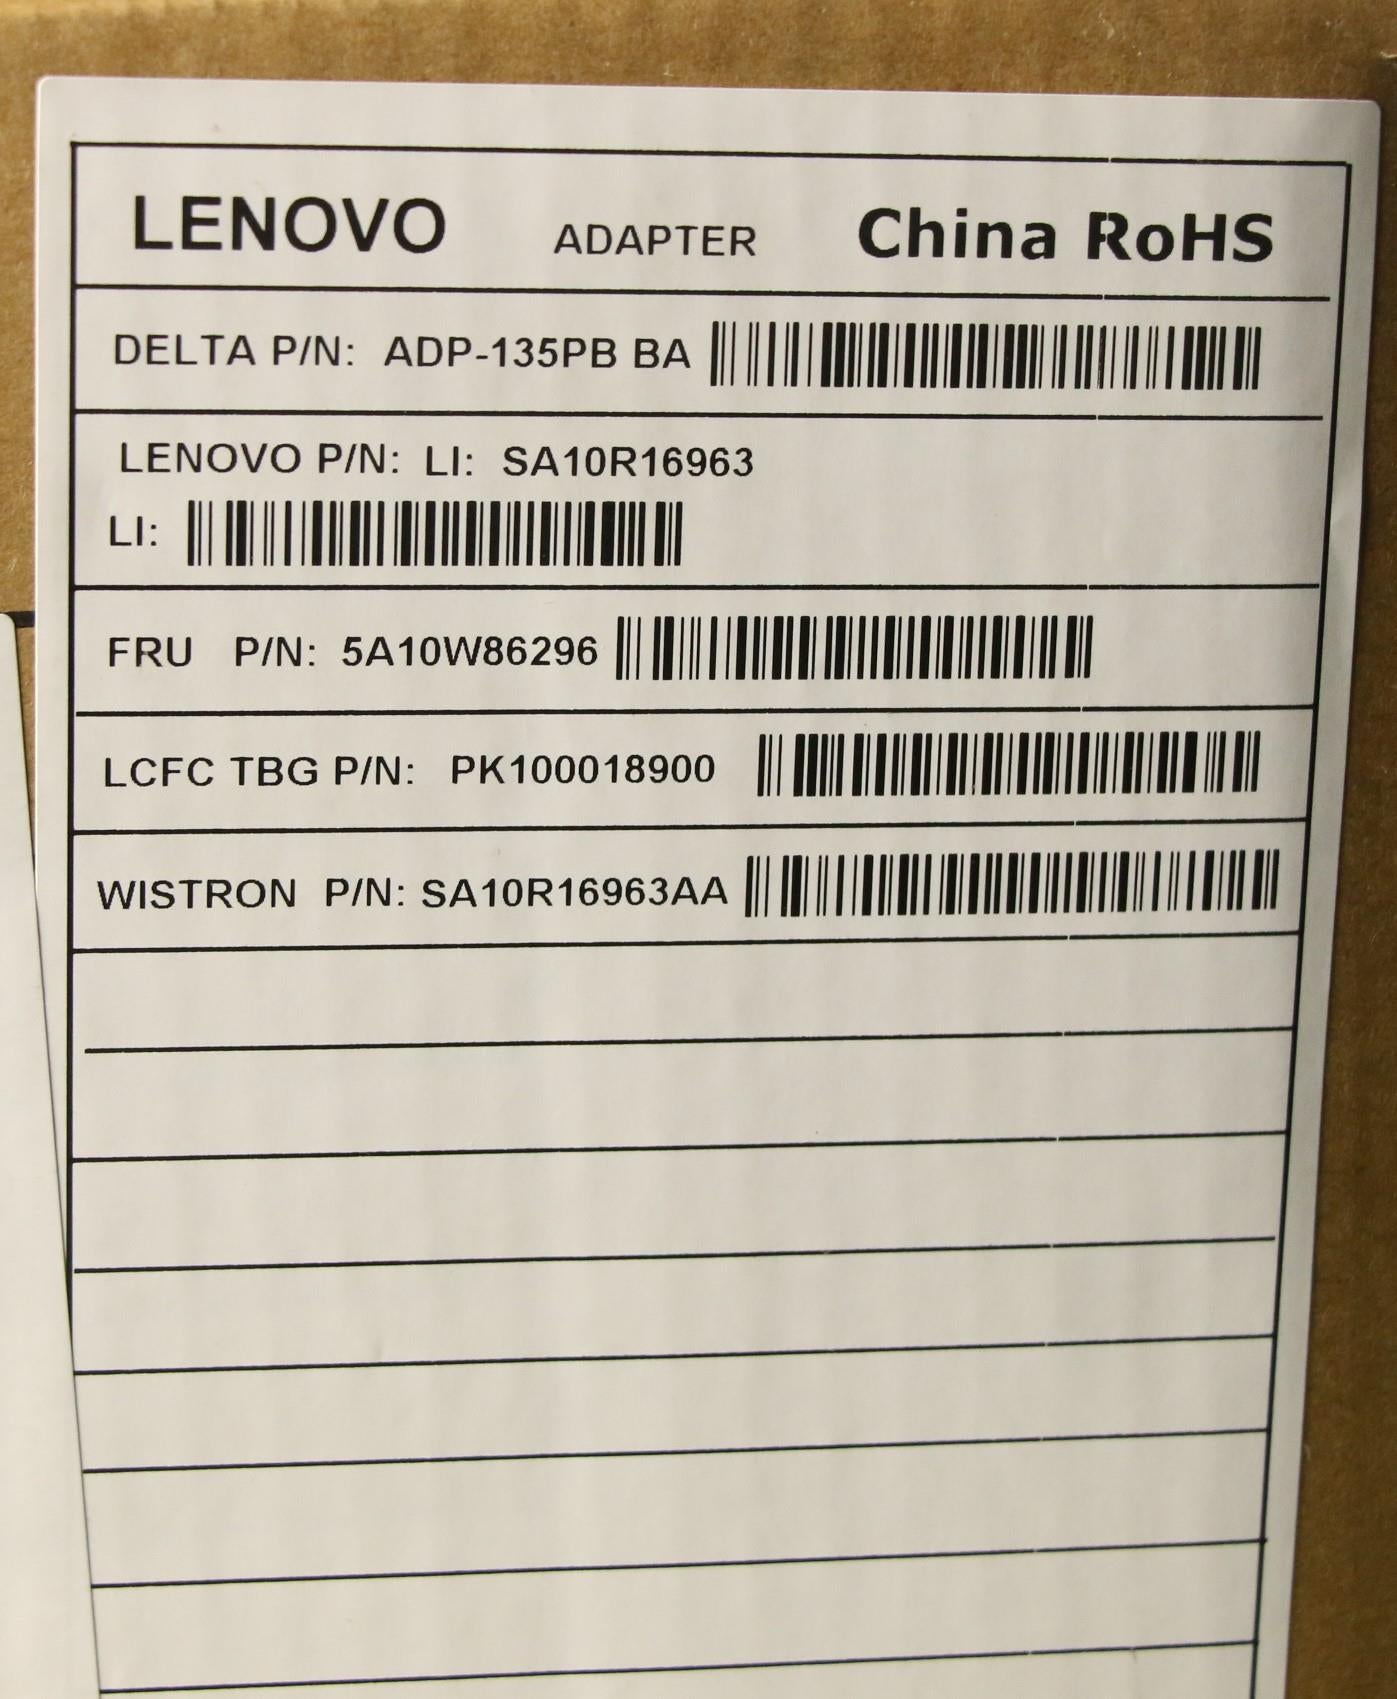 LENOVO ADAPTER China RoHS
DELTA P/N: ADP-135PB BA
LENOVO P/N: LI: SA10R16963
LI:
FRU P/N: 5A10W86296
LCFC TBG P/N: PK100018900
WISTRON P/N: SA10R16963AA